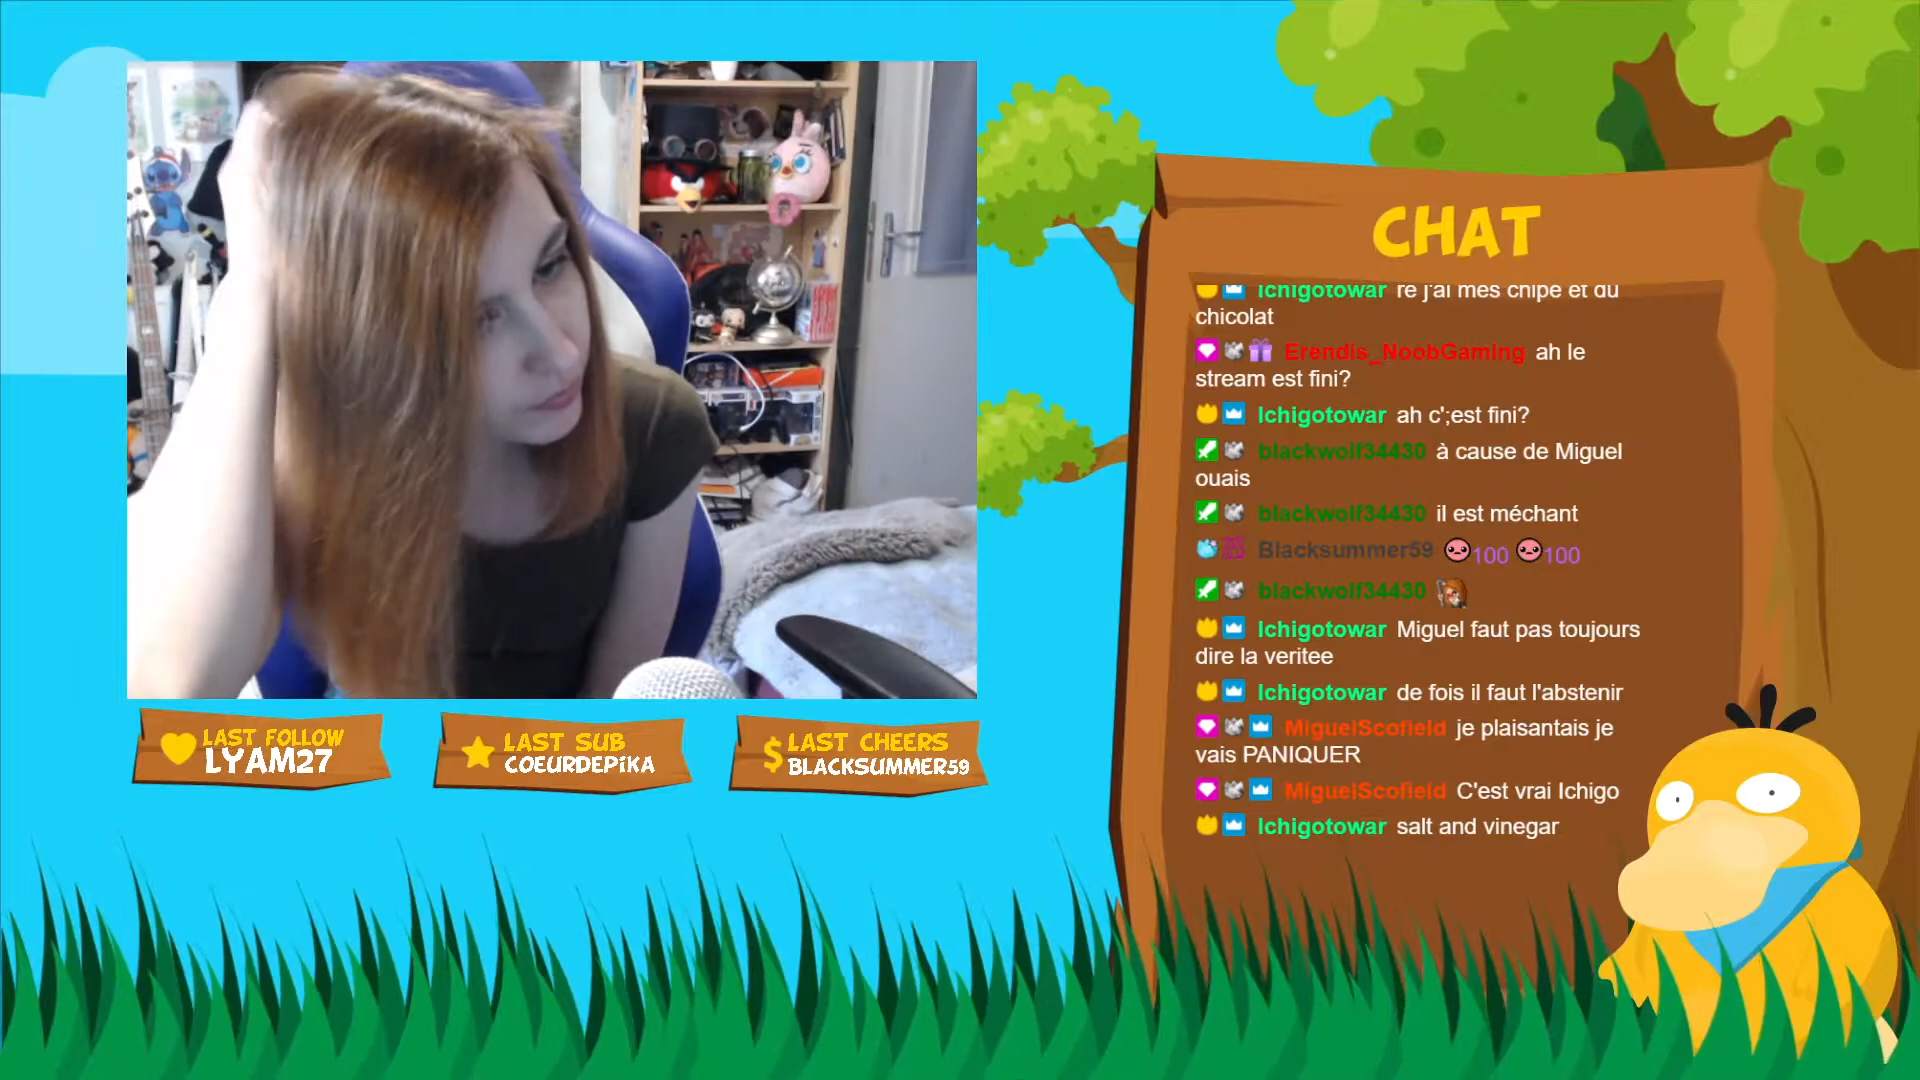 CHAT
Ichigotowar re j'ai mes chipe et du
chicolat
Erendis_NoobGaming ah le
stream est fini?
Ichigotowar ah c';est fini?
blackwolf34430 à cause de Miguel
ouais
blackwolf34430 il est méchant
Blacksummer59 100 100
blackwolf34430
Ichigotowar Miguel faut pas toujours
dire la veritee
Ichigotowar de fois il faut l'abstenir
MiguelScofield je plaisantais je
vais PANIQUER
MiguelScofield C'est vrai Ichigo
Ichigotowar salt and vinegar
LAST FOLLOW
LYAM27
LAST SUB
COEURDEPIKA
LAST CHEERS
BLACKSUMMER59